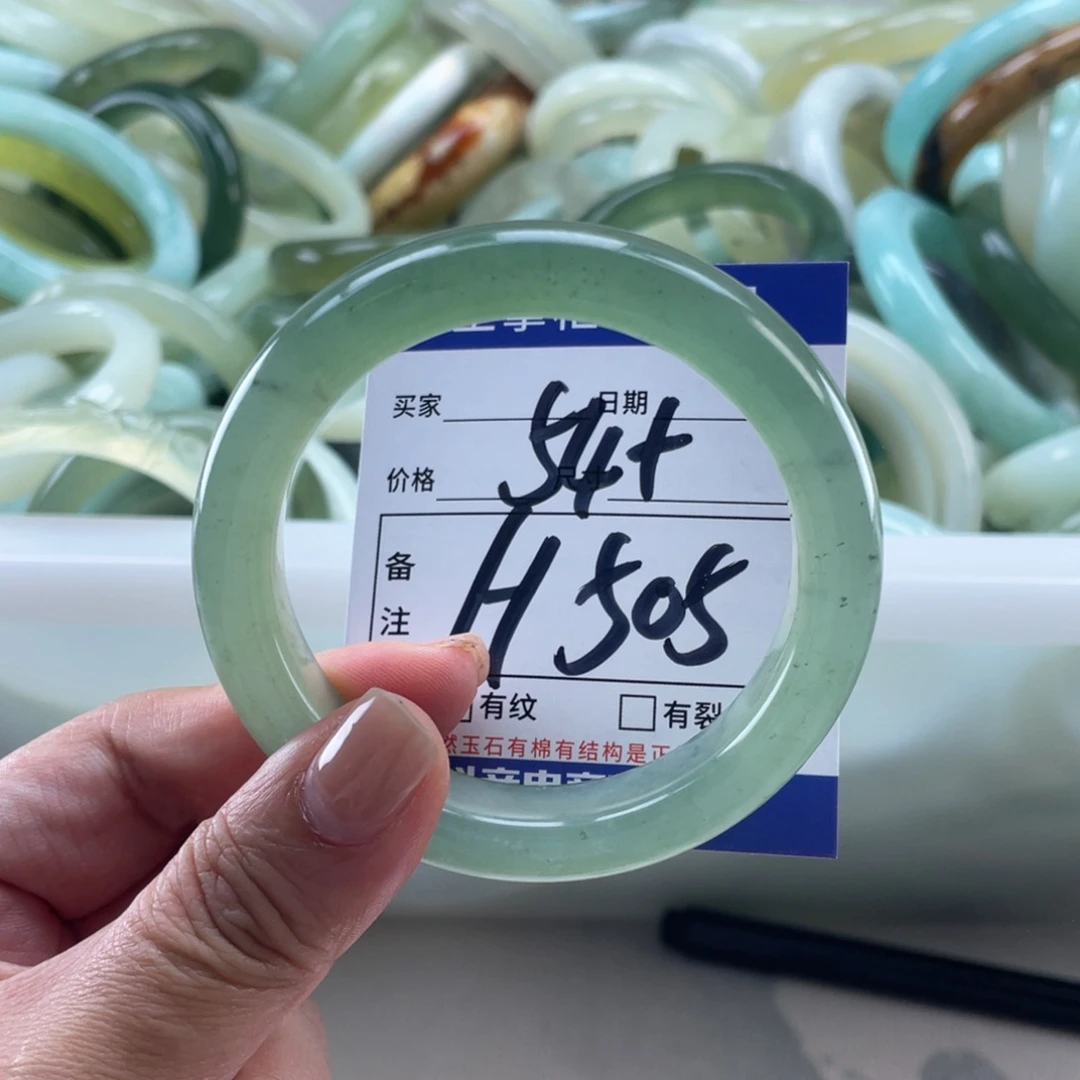 买家 日期
54+
价格 尺寸
备注
H 505
有纹 有裂
然玉石有棉有结构是正